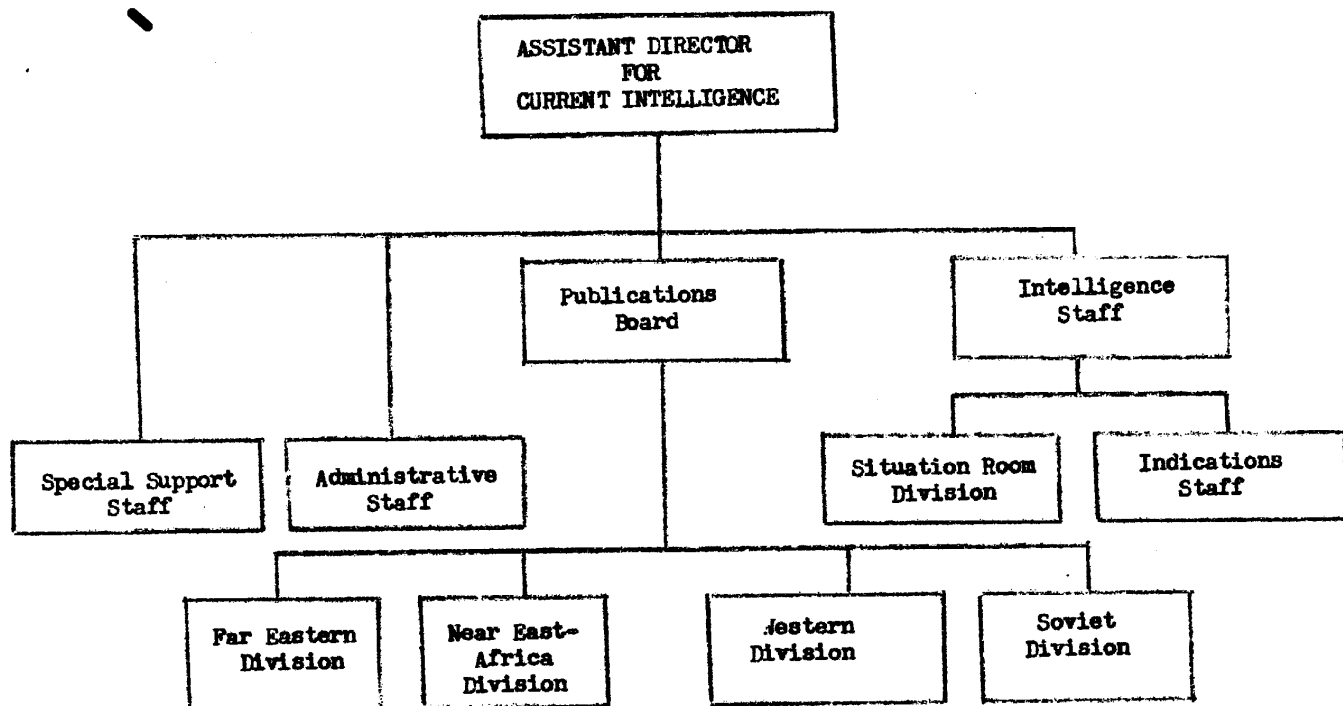 ASSISTANT DIRECTOR
FOR
CURRENT INTELLIGENCE
Publications
Board
Intelligence
Staff
Special Support
Staff
Administrative
Staff
Situation Room
Division
Indications
Staff
Far Eastern
Division
Near East-
Africa
Division
Western
Division
Soviet
Division